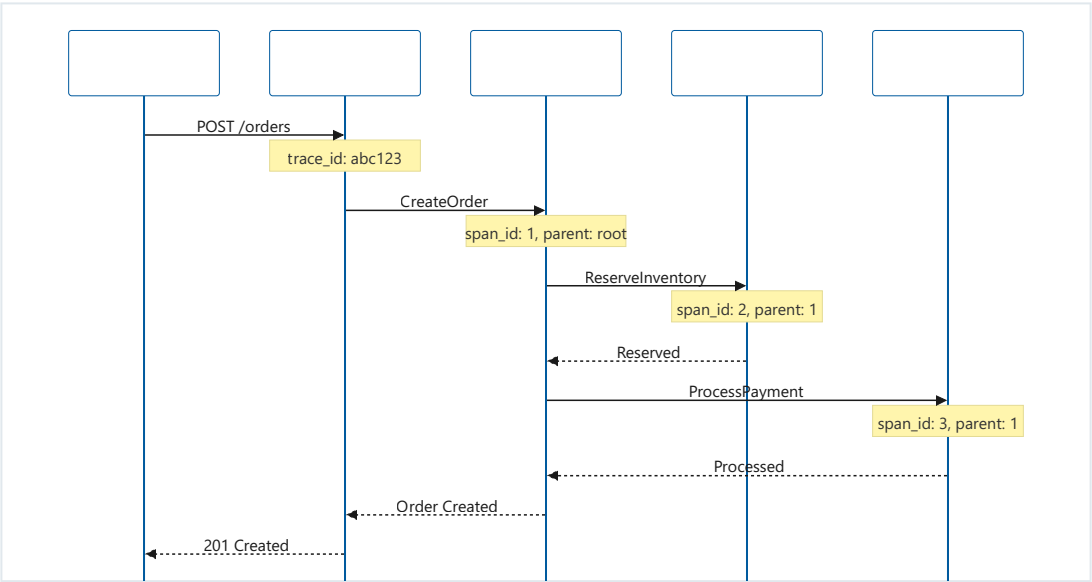 POST /orders
trace_id: abc123
CreateOrder
span_id: 1, parent: root
ReserveInventory
span_id: 2, parent: 1
Reserved
ProcessPayment
span_id: 3, parent: 1
Processed
Order Created
201 Created